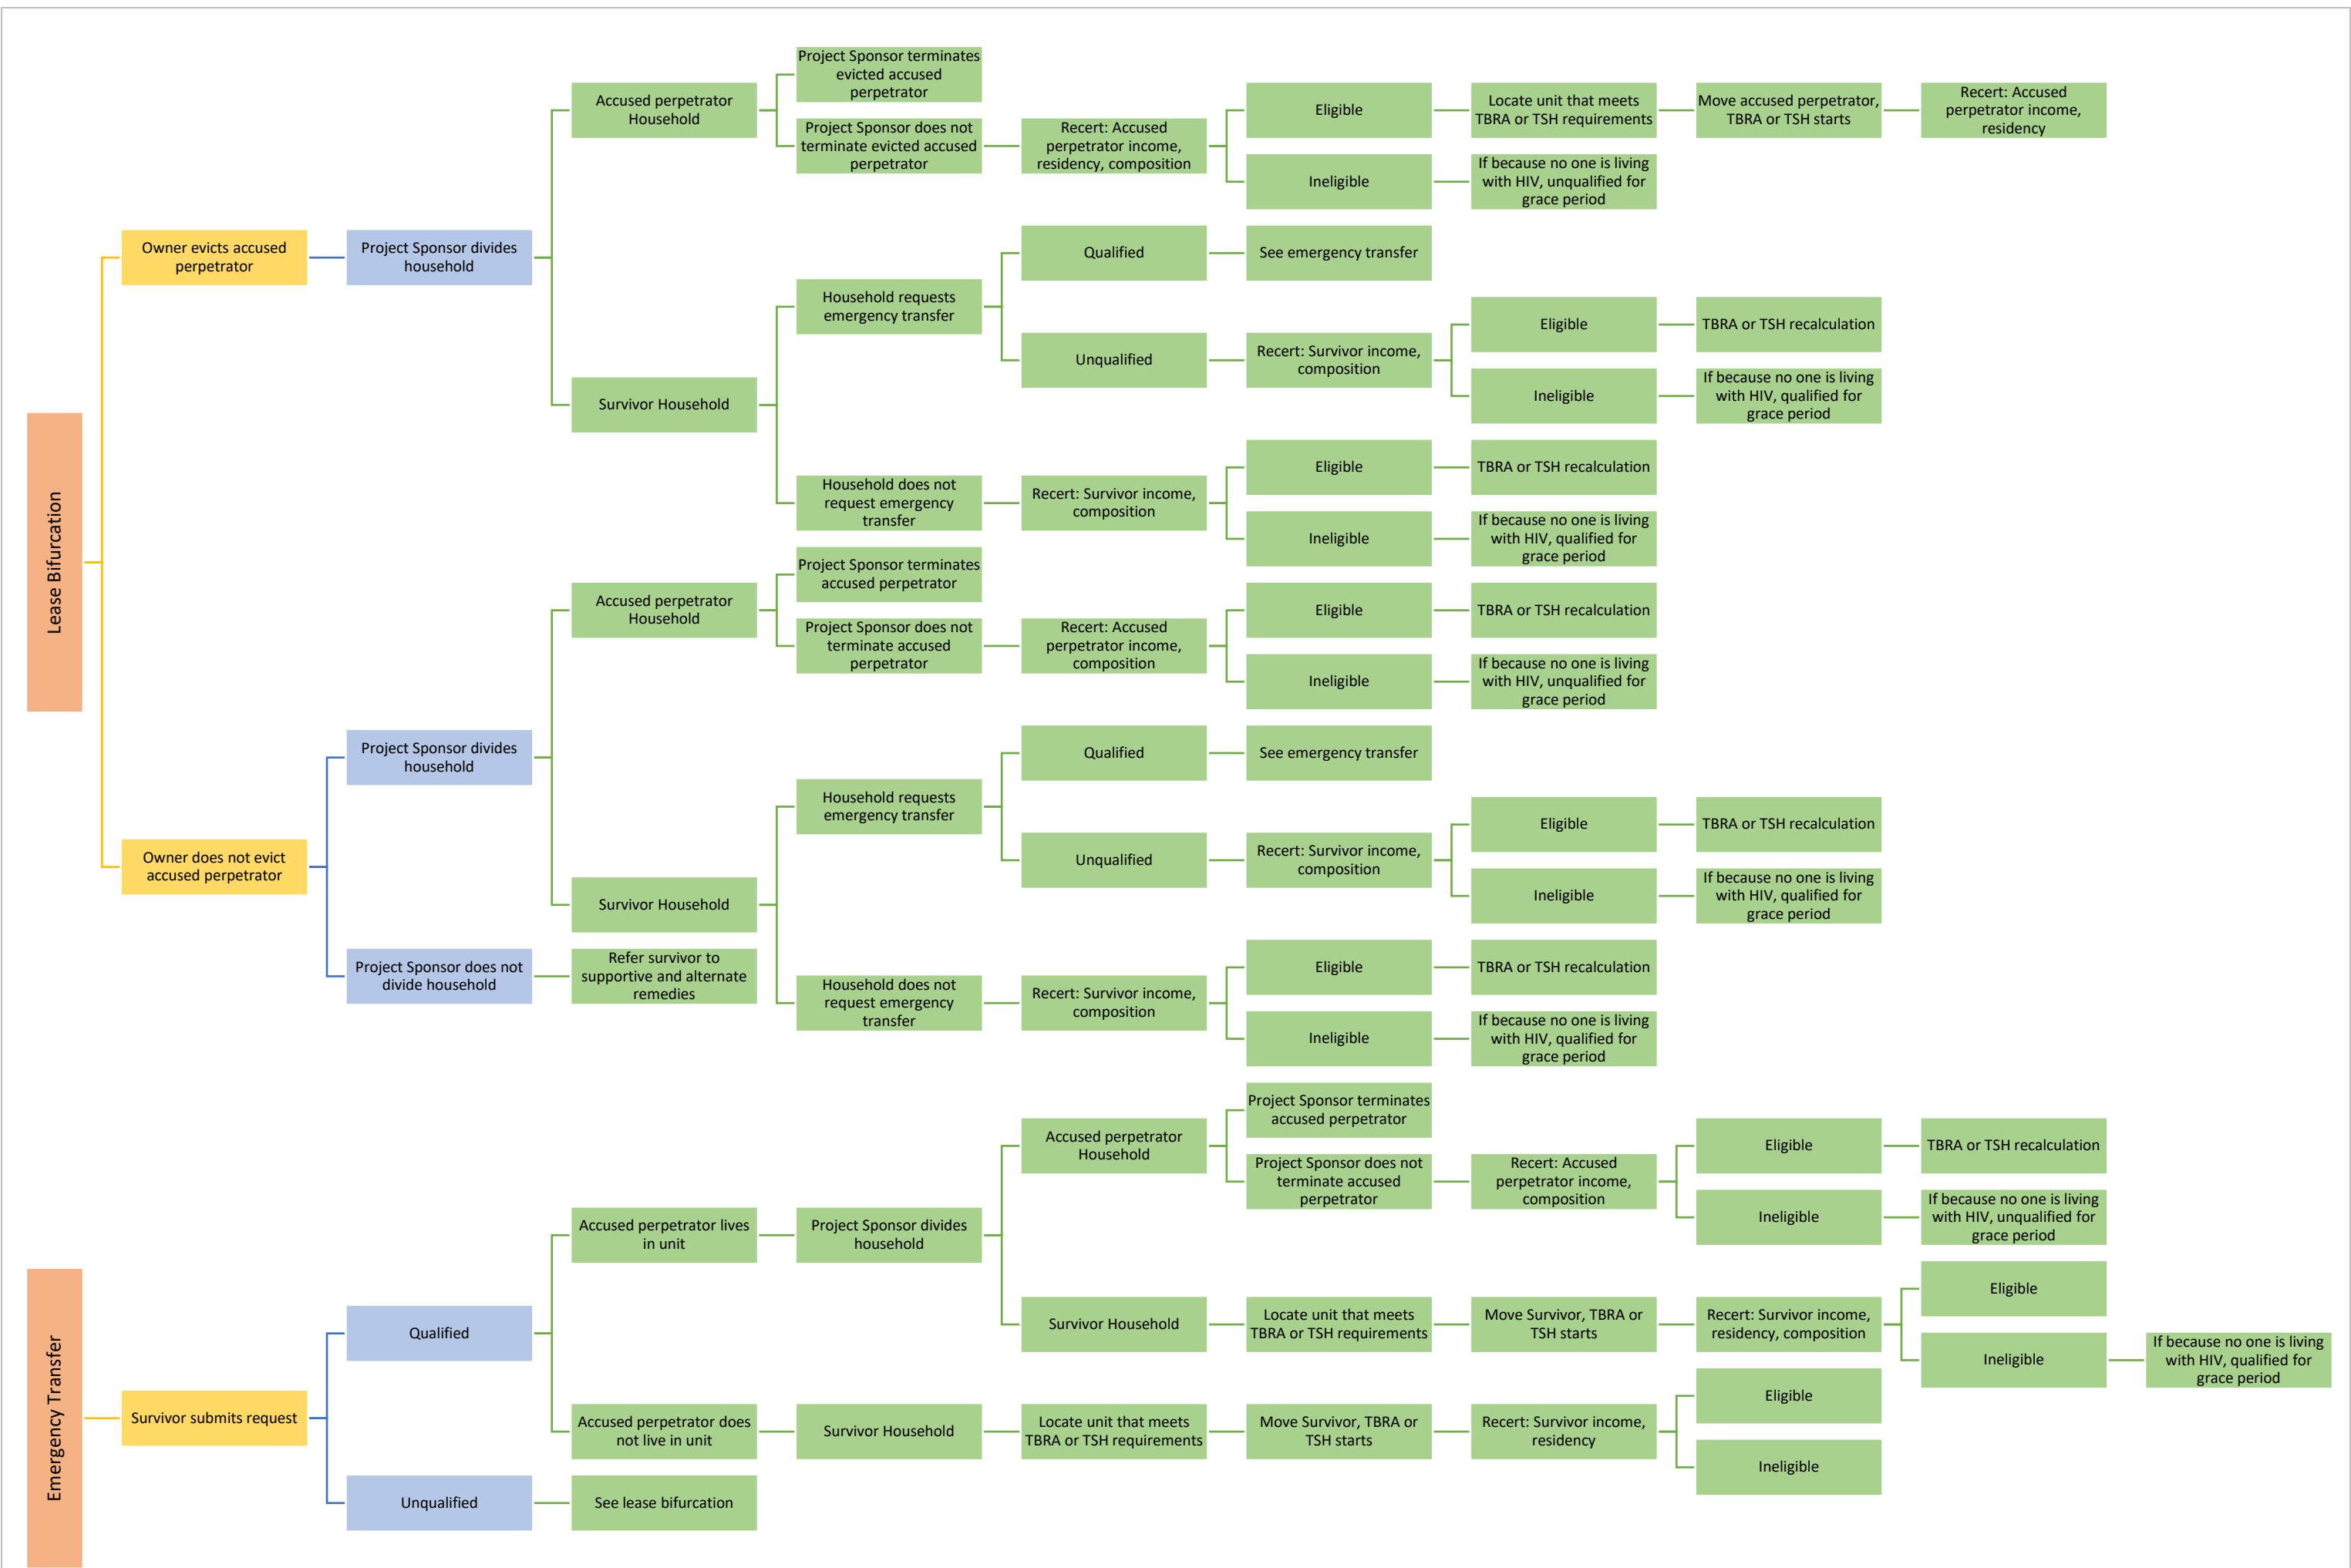 Lease Bifurcation
Owner evicts accused
perpetrator
Project Sponsor divides
household
Accused perpetrator
Household
Project Sponsor terminates
evicted accused
perpetrator
Project Sponsor does not
terminate evicted accused
perpetrator
Recert: Accused
perpetrator income,
residency, composition
Eligible
Locate unit that meets
TBRA or TSH requirements
Move accused perpetrator,
TBRA or TSH starts
Recert: Accused
perpetrator income,
residency
Ineligible
If because no one is living
with HIV, unqualified for
grace period
Survivor Household
Household requests
emergency transfer
Qualified
See emergency transfer
Unqualified
Recert: Survivor income,
composition
Eligible
TBRA or TSH recalculation
Ineligible
If because no one is living
with HIV, qualified for
grace period
Household does not
request emergency
transfer
Recert: Survivor income,
composition
Eligible
TBRA or TSH recalculation
Ineligible
If because no one is living
with HIV, qualified for
grace period
Owner does not evict
accused perpetrator
Project Sponsor divides
household
Accused perpetrator
Household
Project Sponsor terminates
accused perpetrator
Project Sponsor does not
terminate accused
perpetrator
Recert: Accused
perpetrator income,
composition
Eligible
TBRA or TSH recalculation
Ineligible
If because no one is living
with HIV, unqualified for
grace period
Survivor Household
Household requests
emergency transfer
Qualified
See emergency transfer
Unqualified
Recert: Survivor income,
composition
Eligible
TBRA or TSH recalculation
Ineligible
If because no one is living
with HIV, qualified for
grace period
Household does not
request emergency
transfer
Recert: Survivor income,
composition
Eligible
TBRA or TSH recalculation
Ineligible
If because no one is living
with HIV, qualified for
grace period
Project Sponsor does not
divide household
Refer survivor to
supportive and alternate
remedies
Emergency Transfer
Survivor submits request
Qualified
Accused perpetrator lives
in unit
Project Sponsor divides
household
Accused perpetrator
Household
Project Sponsor terminates
accused perpetrator
Project Sponsor does not
terminate accused
perpetrator
Recert: Accused
perpetrator income,
composition
Eligible
TBRA or TSH recalculation
Ineligible
If because no one is living
with HIV, unqualified for
grace period
Survivor Household
Locate unit that meets
TBRA or TSH requirements
Move Survivor, TBRA or
TSH starts
Recert: Survivor income,
residency, composition
Eligible
Ineligible
If because no one is living
with HIV, qualified for
grace period
Accused perpetrator does
not live in unit
Survivor Household
Locate unit that meets
TBRA or TSH requirements
Move Survivor, TBRA or
TSH starts
Recert: Survivor income,
residency
Eligible
Ineligible
Unqualified
See lease bifurcation